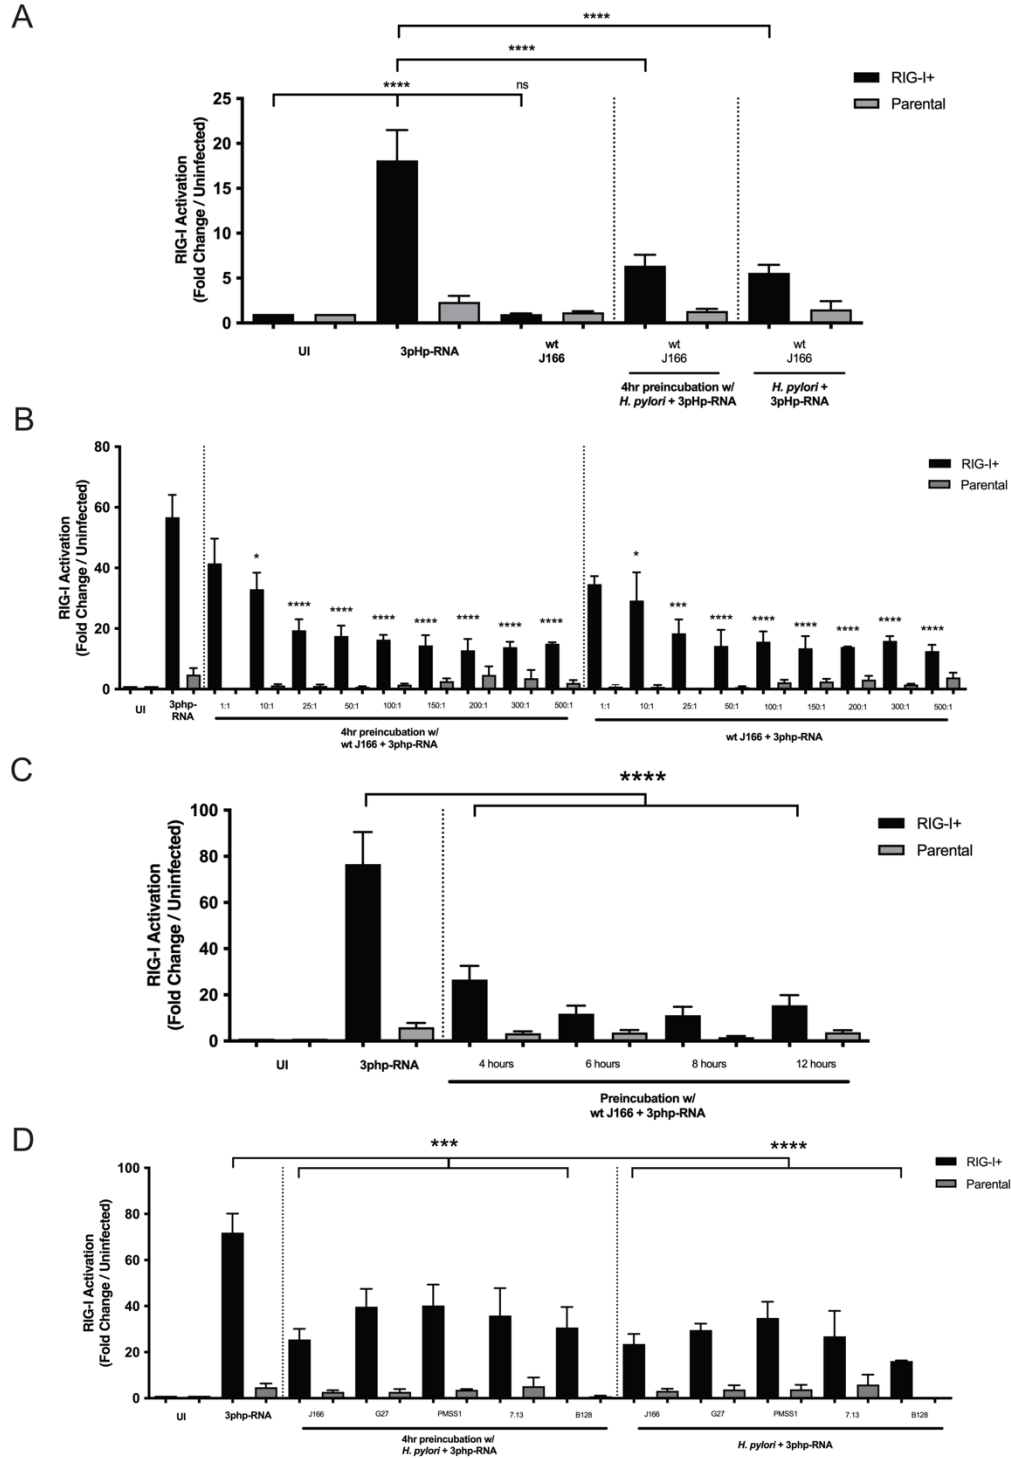 A
****
****
**** ns
RIG-I+
Parental
RIG-I Activation
(Fold Change / Uninfected)
25
20
15
10
5
0
UI
3pHp-RNA
wt
J166
wt
J166
wt
J166
4hr preincubation w/
H. pylori + 3pHp-RNA
H. pylori +
3pHp-RNA
B
RIG-I+
Parental
RIG-I Activation
(Fold Change / Uninfected)
80
60
40
20
0
* **** **** **** **** **** **** ****
* *** **** **** **** **** **** ****
UI
3php-
RNA
1:1 10:1 25:1 50:1 100:1 150:1 200:1 300:1 500:1
4hr preincubation w/
wt J166 + 3php-RNA
1:1 10:1 25:1 50:1 100:1 150:1 200:1 300:1 500:1
wt J166 + 3php-RNA
C
****
RIG-I+
Parental
RIG-I Activation
(Fold Change / Uninfected)
100
80
60
40
20
0
UI 3php-RNA 4 hours 6 hours 8 hours 12 hours
Preincubation w/
wt J166 + 3php-RNA
D
*** ****
RIG-I+
Parental
RIG-I Activation
(Fold Change / Uninfected)
100
80
60
40
20
0
UI 3php-RNA
J166 G27 PMSS1 7.13 B128
4hr preincubation w/
H. pylori + 3php-RNA
J166 G27 PMSS1 7.13 B128
H. pylori + 3php-RNA